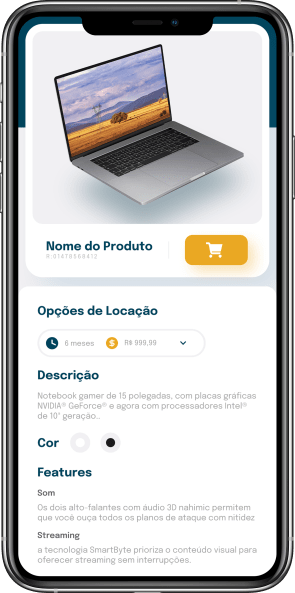 Nome do Produto
R:01478568412
Opções de Locação
6 meses R$ 999,99
Descrição
Notebook gamer de 15 polegadas, com placas gráficas
NVIDIA® GeForce® e agora com processadores Intel®
de 10ª geração..
Cor
Features
Som
Os dois alto-falantes com áudio 3D nahimic permitem
que você ouça todos os planos de ataque com nitidez
Streaming
a tecnologia SmartByte prioriza o conteúdo visual para
oferecer streaming sem interrupções.